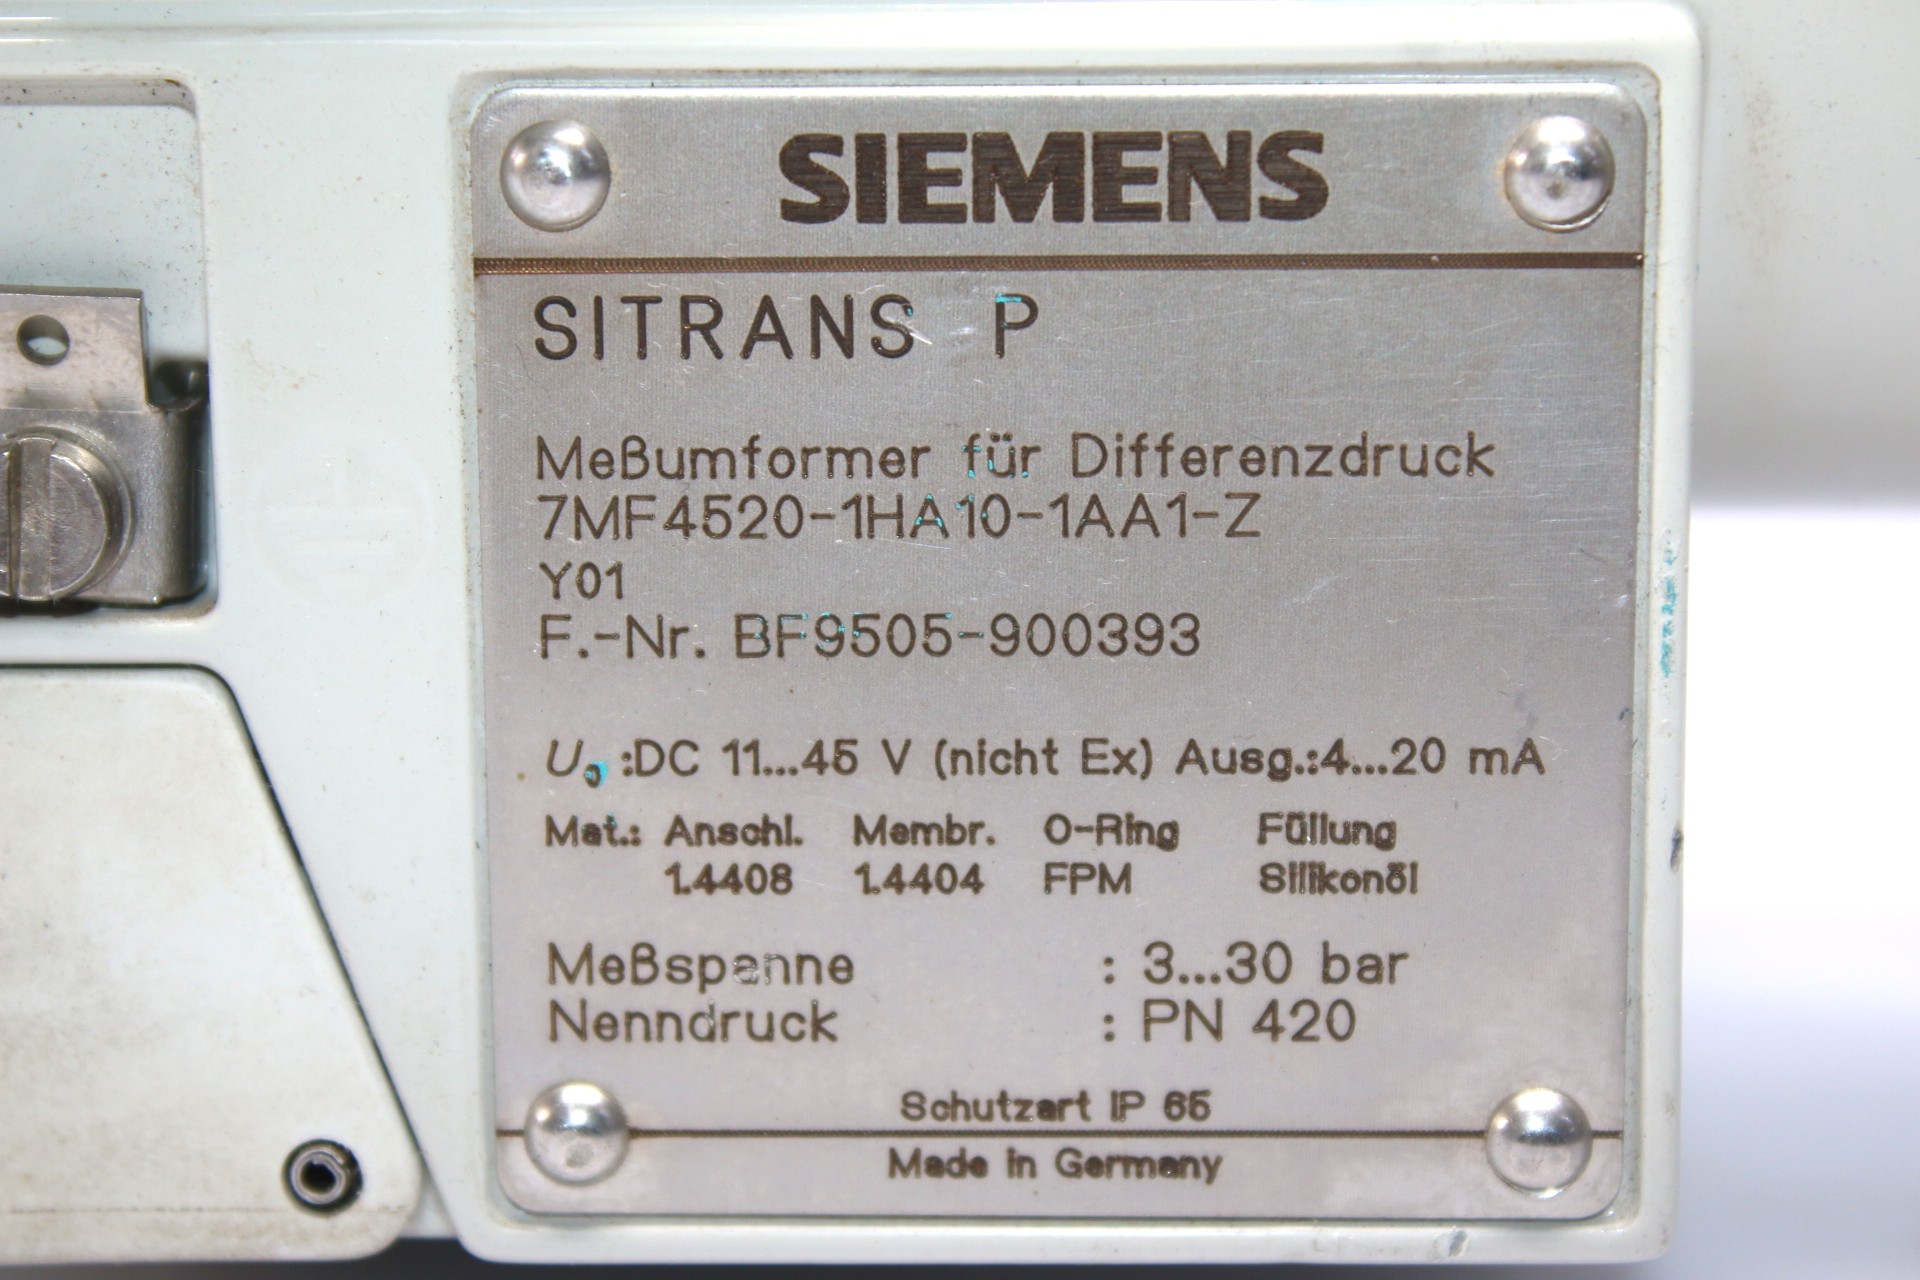 SIEMENS
SITRANS P
Meßumformer für Differenzdruck
7MF4520-1HA10-1AA1-Z
Y01
F.-Nr. BF9505-900393
U₀ :DC 11...45 V (nicht Ex) Ausg.:4...20 mA
Mat.: Anschl. Membr. O-Ring Füllung
1.4408 1.4404 FPM Silikonöl
Meßspanne : 3...30 bar
Nenndruck : PN 420
Schutzart IP 65
Made in Germany